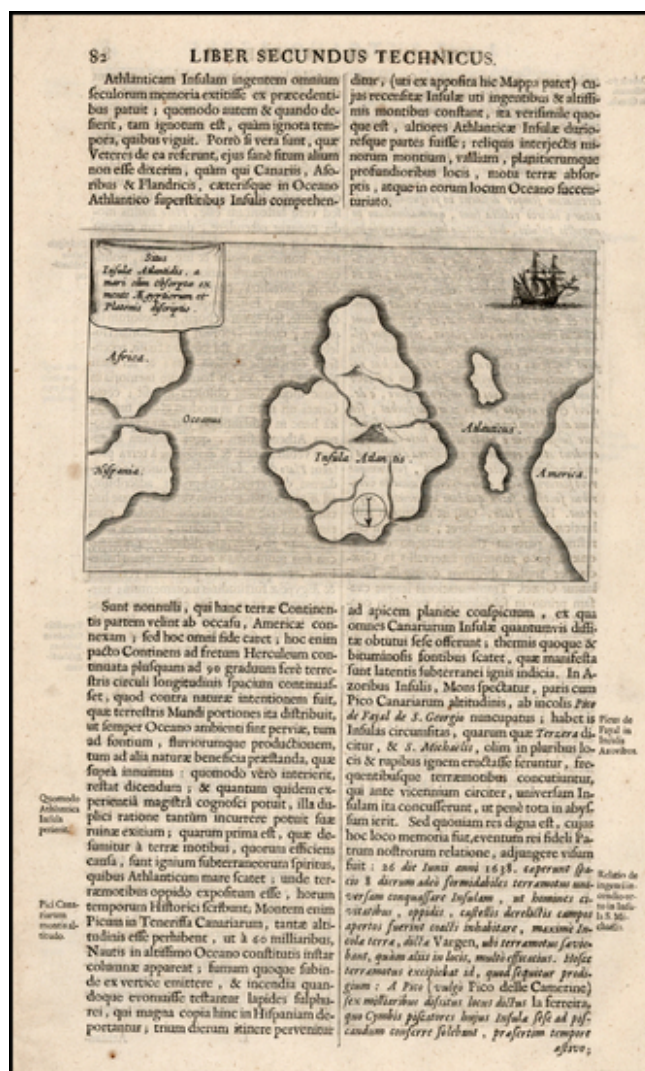 82 LIBER SECUNDUS TECHNICUS.
Athlanticam Insulam ingentem omnium
seculorum memoria extitisse ex præcedenti-
bus patuit; quomodo autem & quando de-
sierit, tam ignotum est, quàm ignota tem-
pora, quibus viguit. Porrò si vera sunt, quæ
Veteres de ea referunt, ejus sanè situm alium
non esse dixerim, quàm qui Canariis, Aso-
ribus & Flandricis, cæterisque in Oceano
Athlantico superstitibus Insulis comprehen-
ditur, (uti ex apposita hic Mappa patet) cu-
jus recensitæ Insulæ uti ingentibus & altissi-
mis montibus constant, ita verisimile quo-
que est, altiores Athlanticæ Insulæ durio-
resque partes fuisse; reliquis interjectis mi-
norum montium, vallium, planitierumque
profundioribus locis, motu terræ absor-
ptis, atque in eorum locum Oceano succen-
turiato.
Situs
Insulæ Atlantidis, a
mari olim absorptæ ex
mente Ægyptiorum et
Platonis discriptio.
Africa.
Oceanus
Atlanticus.
Insula Atlantis.
Hispania.
America.
Sunt nonnulli, qui hanc terræ Continen-
tis partem velint ab occasu, Americæ con-
nexam; sed hoc omni fide caret; hoc enim
pacto Continens ad fretum Herculeum con-
tinuata plusquam ad 90 graduum ferè terre-
stris circuli longitudinis spacium continuas-
set, quod contra naturæ intentionem fuit,
quæ terrestris Mundi portiones ita distribuit,
ut semper Oceano ambienti sint perviæ, tum
ad fontium, fluviorumque productionem,
tum ad alia naturæ beneficia præstanda, quæ
suprà innuimus: quomodo verò interierit,
restat dicendum; & quantum quidem ex-
perientiâ magistrâ cognosci potuit, illa du-
plici ratione tantùm incurrere potuit suæ
ruinæ exitium; quarum prima est, quæ de-
sumitur à terræ motibus, quorum efficiens
causa, sunt ignium subterraneorum spiritus,
quibus Athlanticum mare scatet; unde ter-
ræmotibus oppidò expositum esse, horum
temporum Historici scribunt, Montem enim
Picum in Teneriffa Canariarum, tantæ alti-
tudinis esse perhibent, ut à 60 milliaribus,
Nautis in altissimo Oceano constitutis instar
columnæ appareat; fumum quoque subin-
de ex vertice emittere, & incendia quan-
doque evomuisse testantur lapides sulphu-
rei, qui magna copia hinc in Hispaniam de-
portantur; trium dierum itinere pervenitur
Quomodo
Athlantica
Insula
perierit.
Pici Cana-
riarum
montis al-
titudo.
ad apicem planitie conspicuum, ex qua
omnes Canariarum Insulæ quantumvis dissi-
tæ obtutui sese offerunt; thermis quoque &
bituminosis fontibus scatet, quæ manifesta
sunt latentis subterranei ignis indicia. In A-
zoribus Insulis, Mons spectatur, paris cum
Pico Canariarum altitudinis, ab incolis Pico
de Fayal de S. Georgio nuncupatus; habet is
Insulas circumsitas, quarum quæ Terzera di-
citur, & S. Michaelis, olim in pluribus lo-
cis & rupibus ignem eructasse feruntur, fre-
quentibusque terræmotibus concutiuntur,
qui ante vicennium circiter, universam In-
sulam ita concusserunt, ut penè tota in abys-
sum ierit. Sed quoniam res digna est, cujus
hoc loco memoria fiat, eventum rei fideli Pa-
trum nostrorum relatione, adjungere visum
fuit: 26 die Iunii anni 1638. cœperunt spa-
cio 8 dierum adeò formidabiles terræmotus uni-
versam conquassare Insulam, ut homines ci-
vitatibus, oppidis, castellis derelictis campos
apertos fuerint coacti inhabitare, maximè In-
cola terra, dicta Vargen, ubi terræmotus sævie-
bant, quàm aliis in locis, multò efficacius. Hosce
terræmotus excipiebat id, quod sequitur prodi-
gium: A Pico (vulgò Pico delle Camerine)
sex milliaribus dissitus locus dictus la ferreira,
quo Cymbis piscatores hujus Insulæ sese ad pis-
candum conferre solebant, præsertim tempore
æstivo;
Picus de
Fayal in
Insulis
Azoribus.
Relatio de
ingenti in-
cendio or-
to in Insu-
la S. Mi-
chaelis.